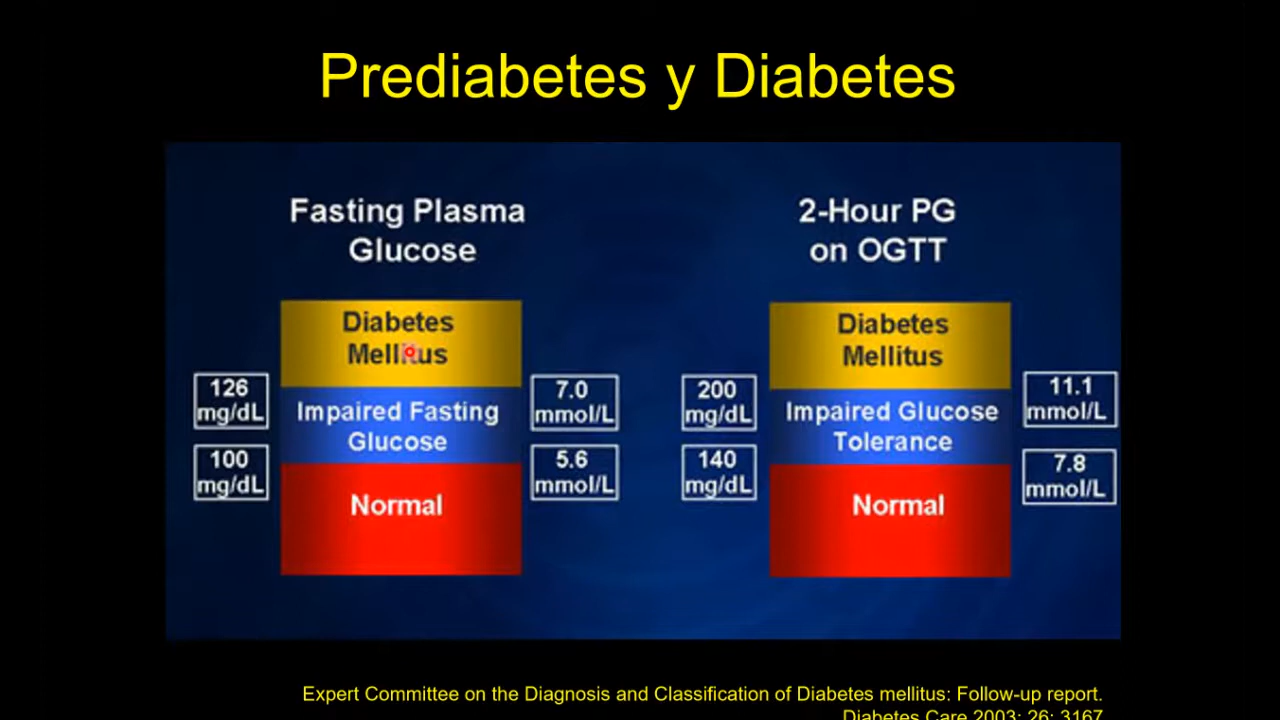 Prediabetes y Diabetes
Fasting Plasma
Glucose
Diabetes
Mellitus
126
mg/dL
Impaired Fasting
Glucose
7.0
mmol/L
100
mg/dL
5.6
mmol/L
Normal
2-Hour PG
on OGTT
Diabetes
Mellitus
200
mg/dL
Impaired Glucose
Tolerance
11.1
mmol/L
140
mg/dL
7.8
mmol/L
Normal
Expert Committee on the Diagnosis and Classification of Diabetes mellitus: Follow-up report.
Diabetes Care 2003; 26: 3167